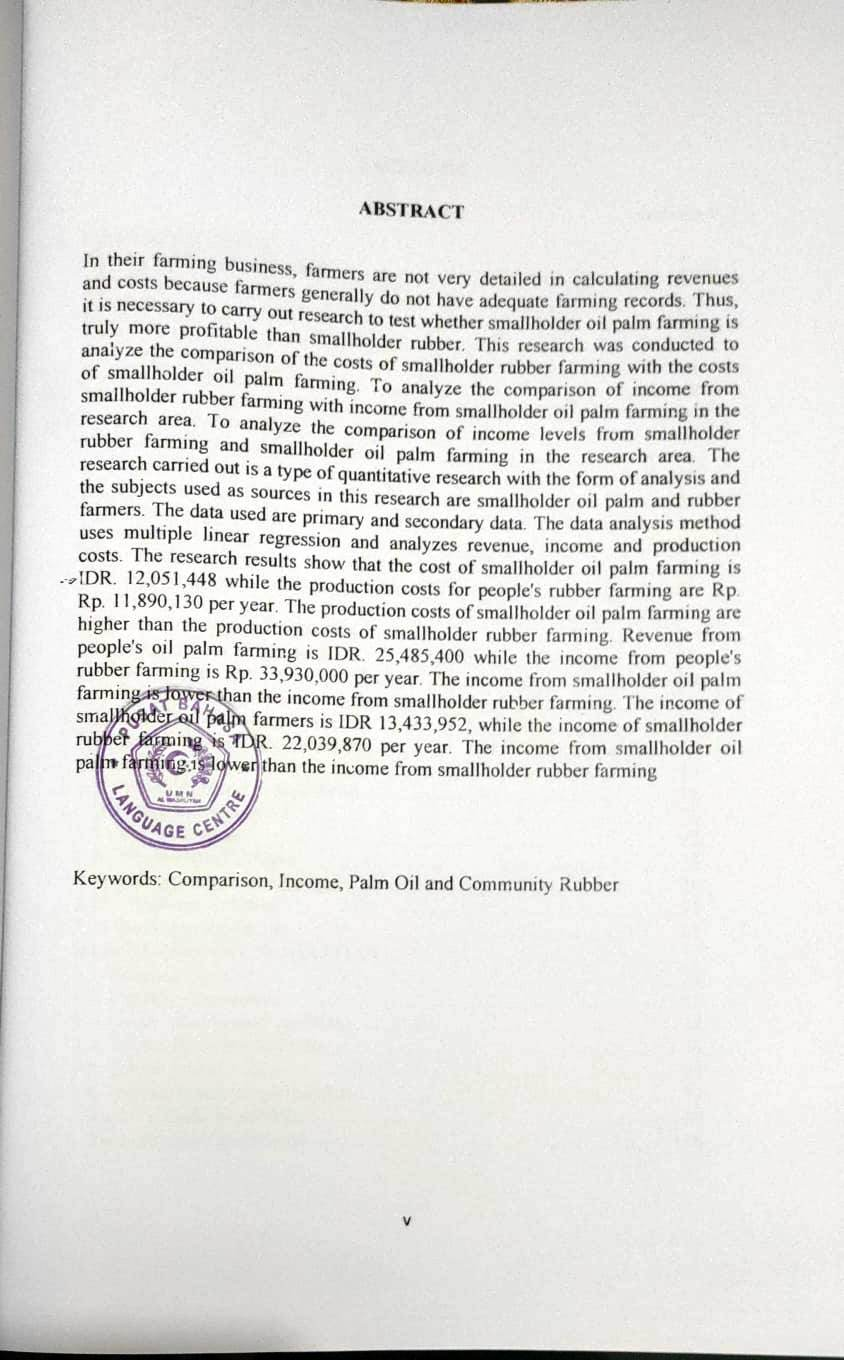 ABSTRACT
In their farming business, farmers are not very detailed in calculating revenues
and costs because farmers generally do not have adequate farming records. Thus,
it is necessary to carry out research to test whether smallholder oil palm farming is
truly more profitable than smallholder rubber. This research was conducted to
analyze the comparison of the costs of smallholder rubber farming with the costs
of smallholder oil palm farming. To analyze the comparison of income from
smallholder rubber farming with income from smallholder oil palm farming in the
research area. To analyze the comparison of income levels from smallholder
rubber farming and smallholder oil palm farming in the research area. The
research carried out is a type of quantitative research with the form of analysis and
the subjects used as sources in this research are smallholder oil palm and rubber
farmers. The data used are primary and secondary data. The data analysis method
uses multiple linear regression and analyzes revenue, income and production
costs. The research results show that the cost of smallholder oil palm farming is
IDR. 12,051,448 while the production costs for people's rubber farming are Rp.
Rp. 11,890,130 per year. The production costs of smallholder oil palm farming are
higher than the production costs of smallholder rubber farming. Revenue from
people's oil palm farming is IDR. 25,485,400 while the income from people's
rubber farming is Rp. 33,930,000 per year. The income from smallholder oil palm
farming is lower than the income from smallholder rubber farming. The income of
smallholder oil palm farmers is IDR 13,433,952, while the income of smallholder
rubber farming is IDR. 22,039,870 per year. The income from smallholder oil
palm farming is lower than the income from smallholder rubber farming
PUSAT BAHASA
UMN
AL WASHLIYAH
LANGUAGE CENTRE
Keywords: Comparison, Income, Palm Oil and Community Rubber
v